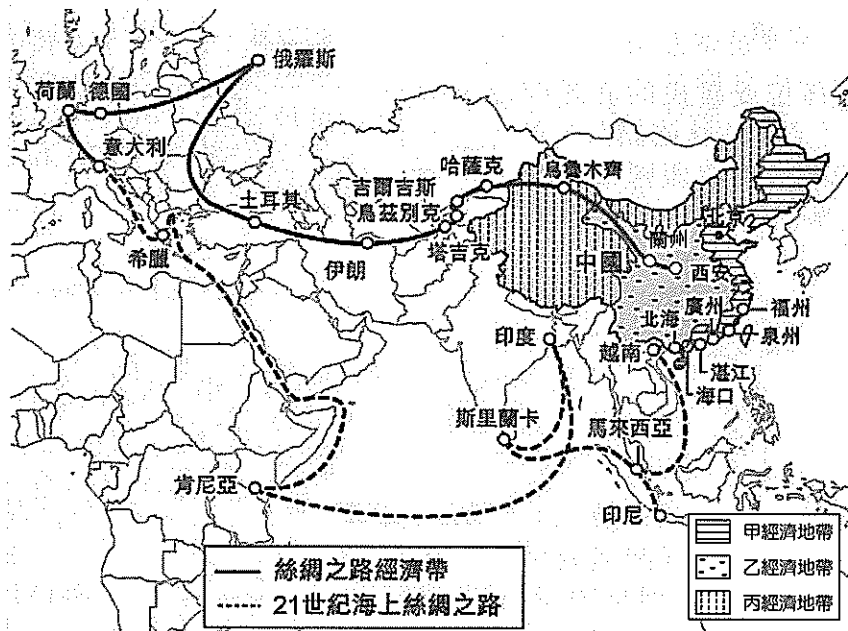 俄羅斯
荷蘭 德國
意大利
哈薩克
烏魯木齊
吉爾吉斯
烏茲別克
土耳其
北京
蘭州
塔吉克
中國
西安
希臘
伊朗
廣州
福州
北海
泉州
印度
越南
湛江
海口
斯里蘭卡
馬來西亞
肯尼亞
印尼
甲經濟地帶
乙經濟地帶
丙經濟地帶
絲綢之路經濟帶
21世紀海上絲綢之路